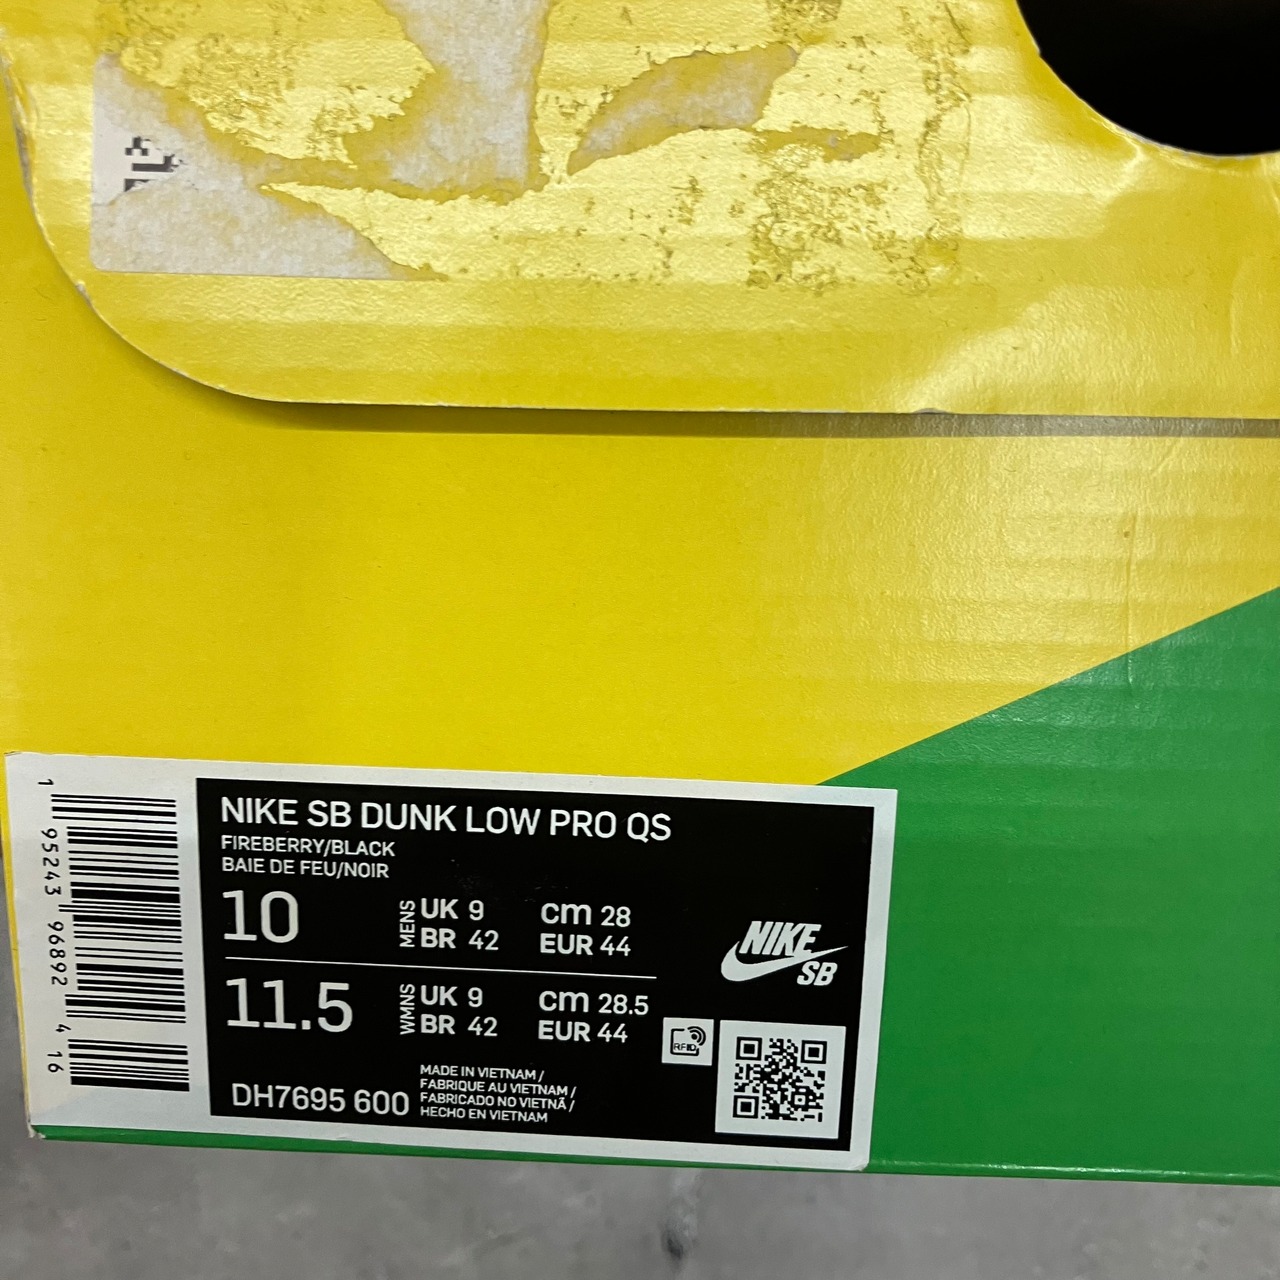 NIKE SB DUNK LOW PRO QS
FIREBERRY/BLACK
BAIE DE FEU/NOIR
10
MENS
UK 9
BR 42
cm 28
EUR 44
11.5
WMNS
UK 9
BR 42
cm 28.5
EUR 44
NIKE
SB
RFID
DH7695 600
MADE IN VIETNAM /
FABRIQUE AU VIETNAM /
FABRICADO NO VIETNÃ /
HECHO EN VIETNAM
1 95243 96892 4 16